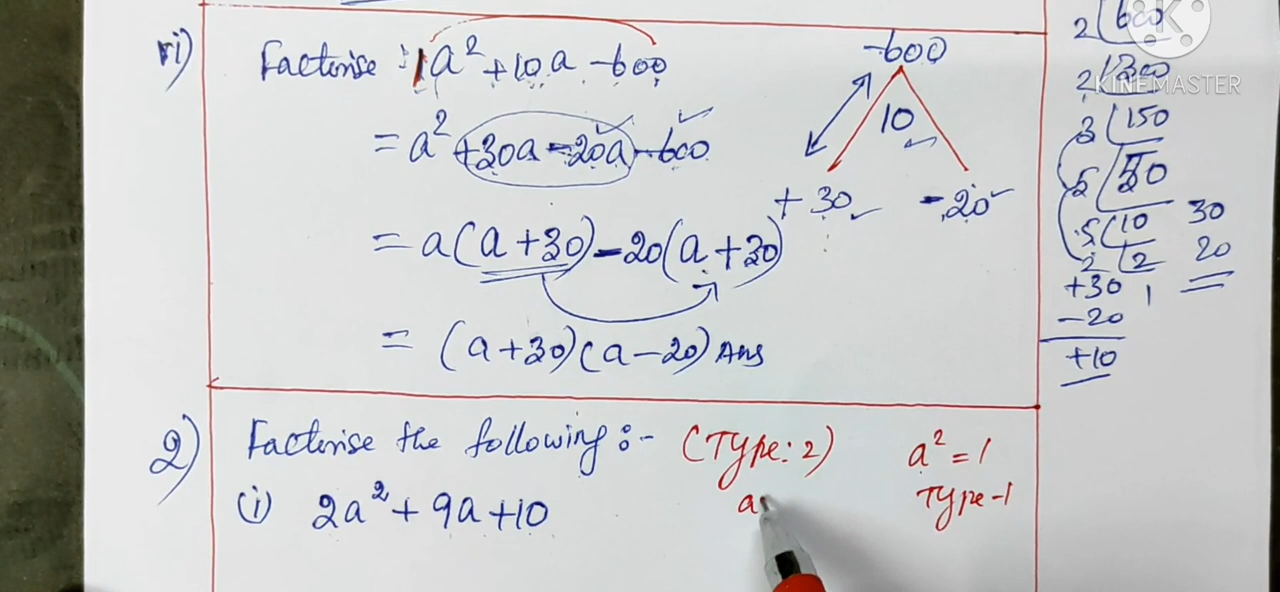 vi) Factorise : 1a² + 10a - 600
= a² + 30a - 20a - 600
= a(a + 30) - 20(a + 30)
= (a + 30)(a - 20) Ans
-600
10
+30 -20
2 600
2 300
3 150
5 50
5 10
2 2
1
30
20
+30
-20
+10
KINEMASTER
2) Factorise the following :- (Type : 2)
a² = 1
Type - 1
(i) 2a² + 9a + 10
a